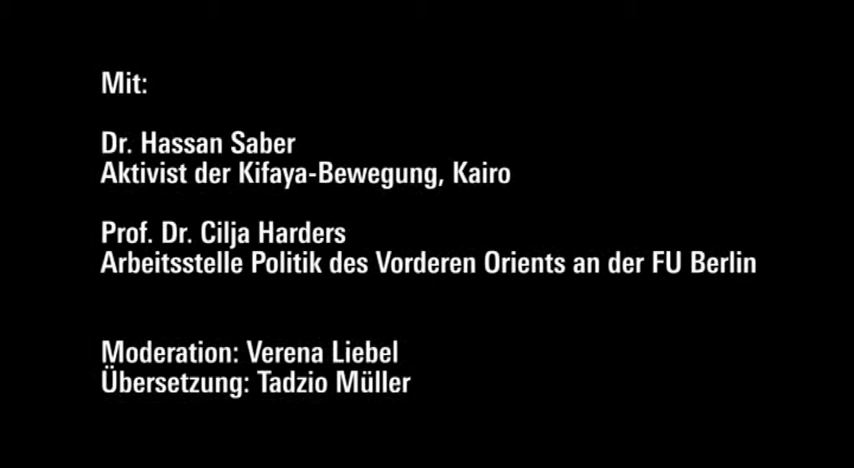 Mit:
Dr. Hassan Saber
Aktivist der Kifaya-Bewegung, Kairo
Prof. Dr. Cilja Harders
Arbeitsstelle Politik des Vorderen Orients an der FU Berlin
Moderation: Verena Liebel
Übersetzung: Tadzio Müller